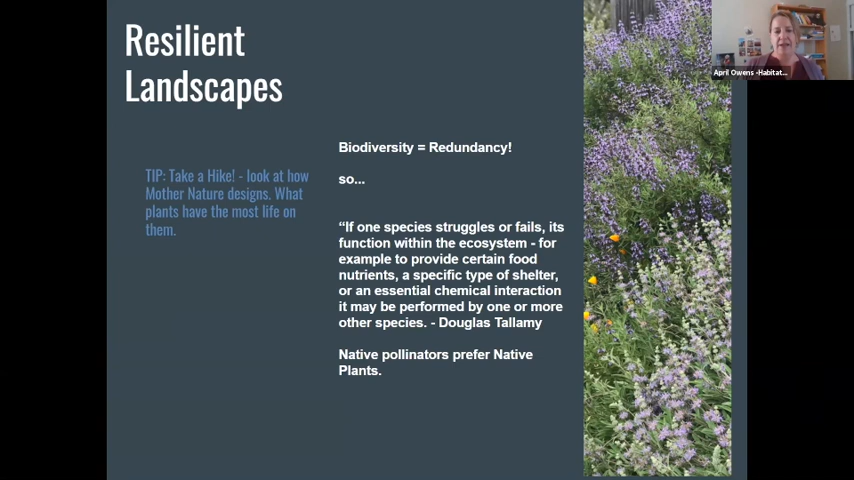 Resilient
Landscapes
TIP: Take a Hike! - look at how
Mother Nature designs. What
plants have the most life on
them.
Biodiversity = Redundancy!
so...
“If one species struggles or fails, its
function within the ecosystem - for
example to provide certain food
nutrients, a specific type of shelter,
or an essential chemical interaction
it may be performed by one or more
other species. - Douglas Tallamy
Native pollinators prefer Native
Plants.
April Owens -Habitat...